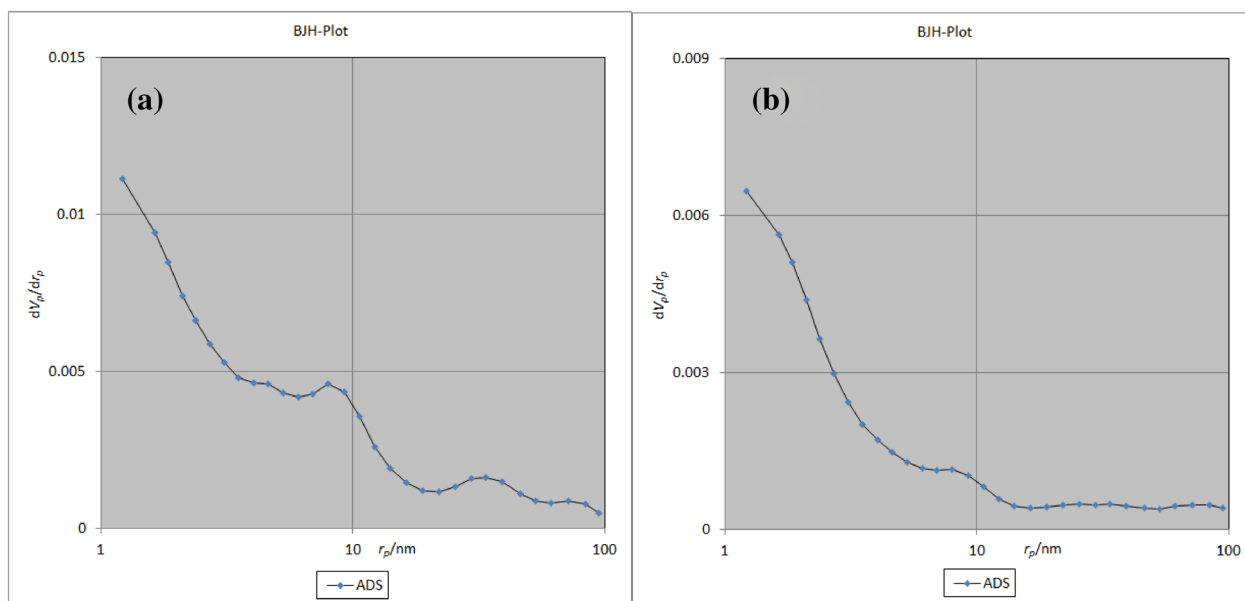 BJH-Plot
0.015
(a)
0.01
dVp/drp
0.005
0
1
10
rp/nm
100
ADS
BJH-Plot
0.009
(b)
0.006
dVp/drp
0.003
0
1
10
rp/nm
100
ADS